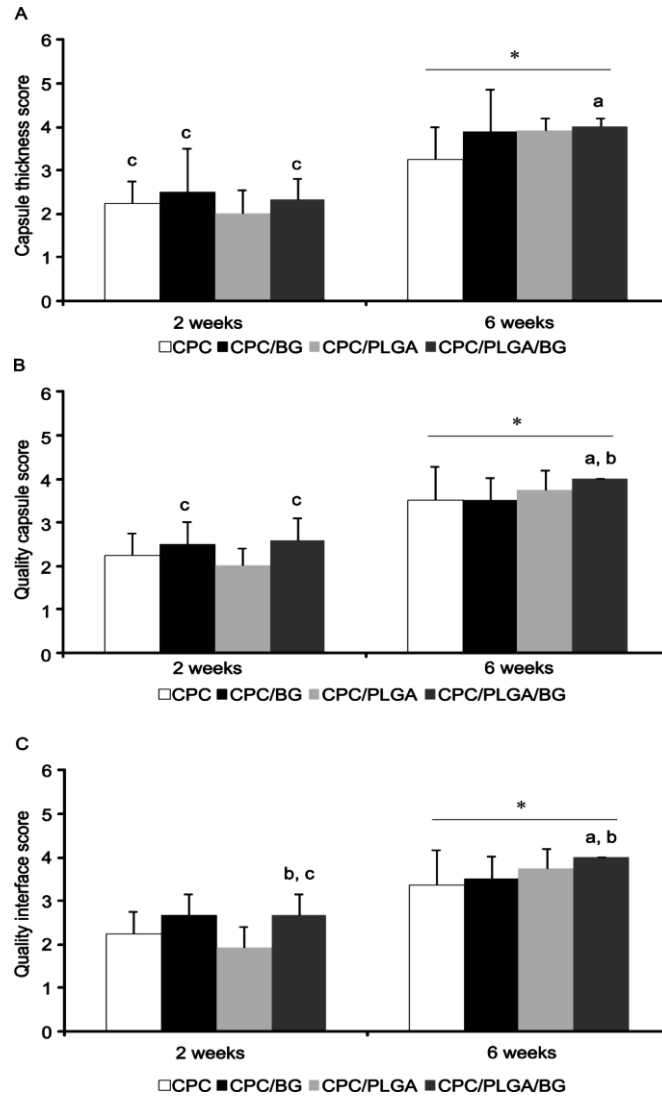 A
Capsule thickness score
6
5
4
3
2
1
0
c
c
c
*
a
2 weeks
6 weeks
CPC CPC/BG CPC/PLGA CPC/PLGA/BG
B
Quality capsule score
6
5
4
3
2
1
0
c
c
*
a, b
2 weeks
6 weeks
CPC CPC/BG CPC/PLGA CPC/PLGA/BG
C
Quality interface score
6
5
4
3
2
1
0
b, c
*
a, b
2 weeks
6 weeks
CPC CPC/BG CPC/PLGA CPC/PLGA/BG